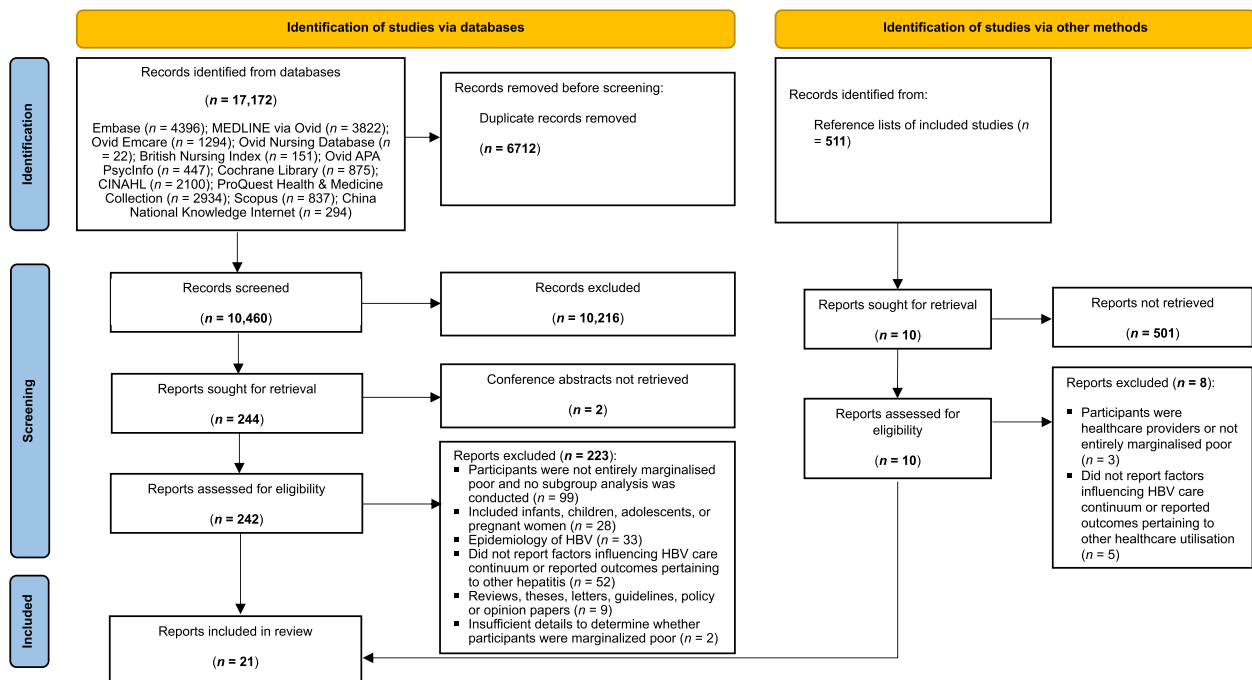 Identification of studies via databases
Identification of studies via other methods
Identification
Records identified from databases
(n = 17,172)
Embase (n = 4396); MEDLINE via Ovid (n = 3822);
Ovid Emcare (n = 1294); Ovid Nursing Database (n
= 22); British Nursing Index (n = 151); Ovid APA
PsycInfo (n = 447); Cochrane Library (n = 875);
CINAHL (n = 2100); ProQuest Health & Medicine
Collection (n = 2934); Scopus (n = 837); China
National Knowledge Internet (n = 294)
Records removed before screening:
Duplicate records removed
(n = 6712)
Records identified from:
Reference lists of included studies (n
= 511)
Screening
Records screened
(n = 10,460)
Records excluded
(n = 10,216)
Reports sought for retrieval
(n = 10)
Reports not retrieved
(n = 501)
Reports sought for retrieval
(n = 244)
Conference abstracts not retrieved
(n = 2)
Reports assessed for
eligibility
(n = 10)
Reports excluded (n = 8):
▪ Participants were
healthcare providers or not
entirely marginalised poor
(n = 3)
▪ Did not report factors
influencing HBV care
continuum or reported
outcomes pertaining to
other healthcare utilisation
(n = 5)
Reports assessed for eligibility
(n = 242)
Reports excluded (n = 223):
▪ Participants were not entirely marginalised
poor and no subgroup analysis was
conducted (n = 99)
▪ Included infants, children, adolescents, or
pregnant women (n = 28)
▪ Epidemiology of HBV (n = 33)
▪ Did not report factors influencing HBV care
continuum or reported outcomes pertaining
to other hepatitis (n = 52)
▪ Reviews, theses, letters, guidelines, policy
or opinion papers (n = 9)
▪ Insufficient details to determine whether
participants were marginalized poor (n = 2)
Included
Reports included in review
(n = 21)